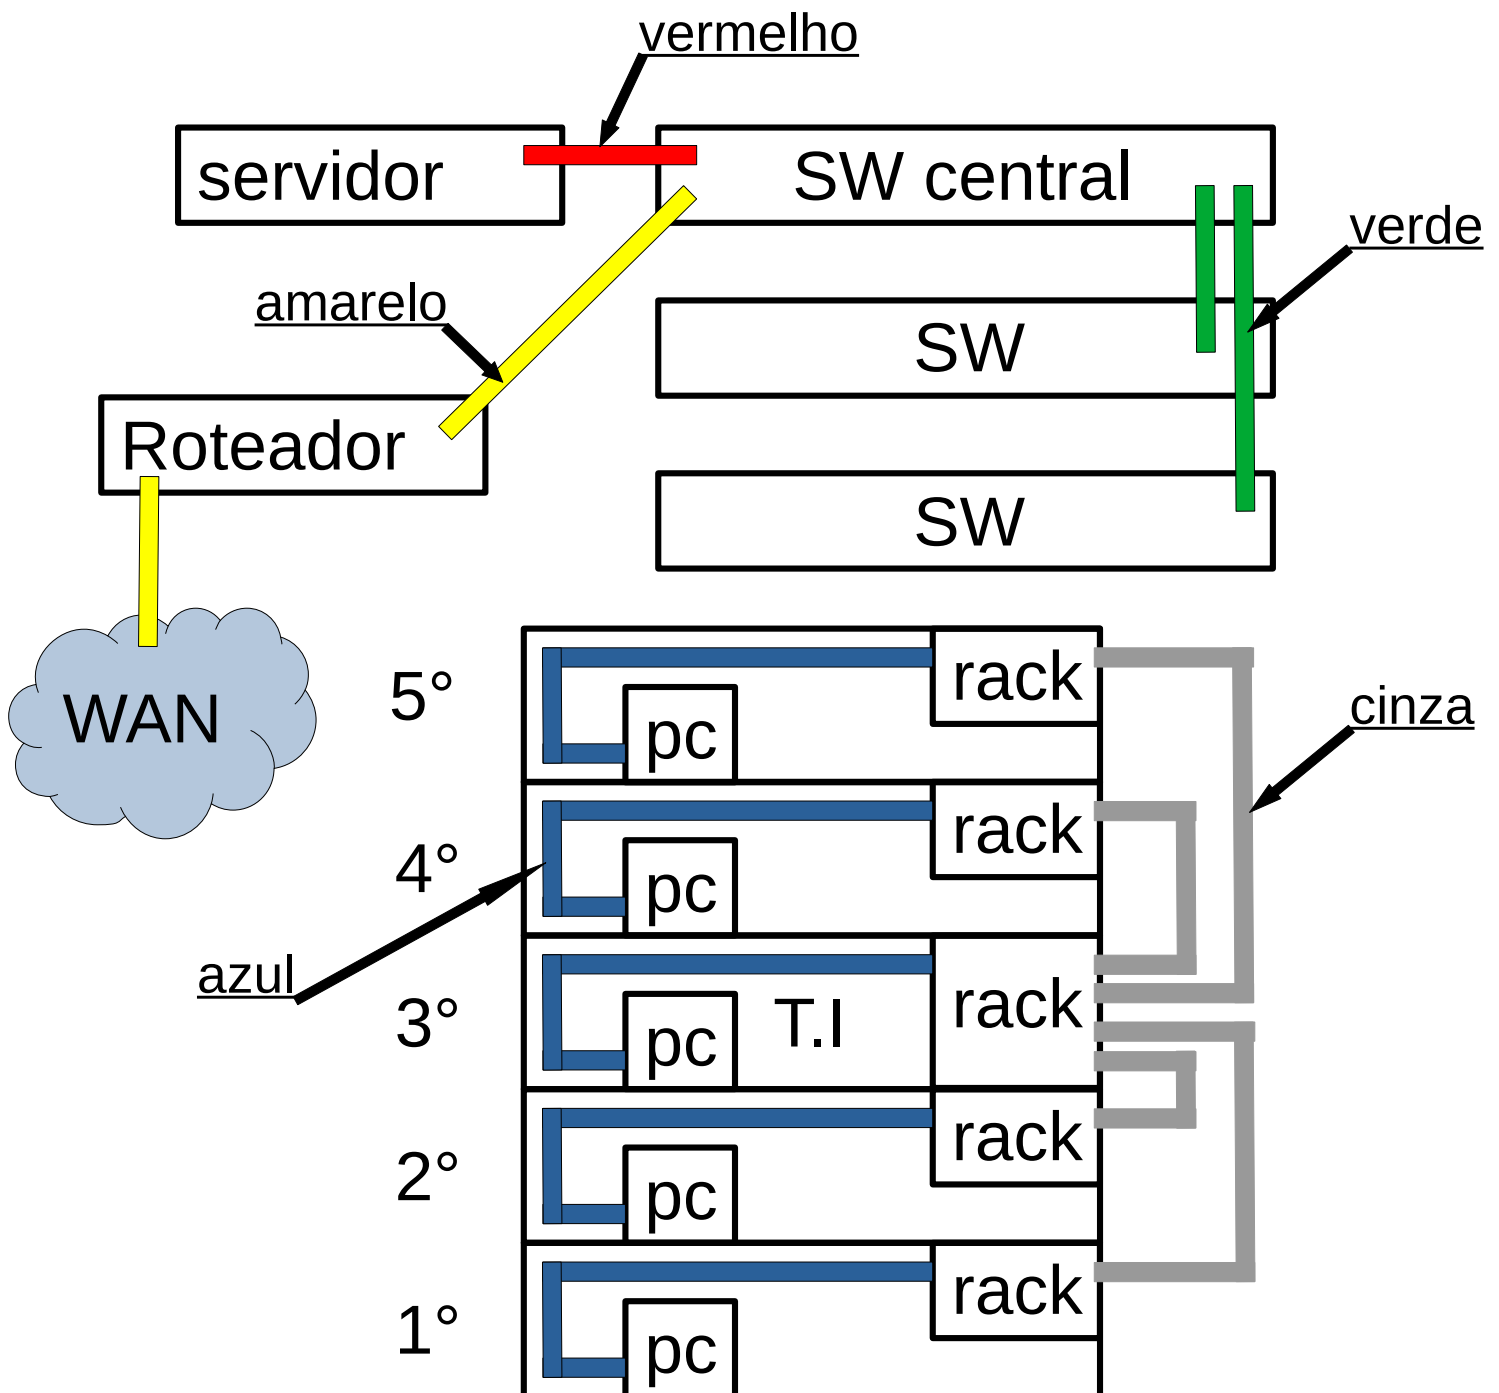 vermelho
servidor
SW central
verde
amarelo
SW
Roteador
SW
WAN
5°
rack
pc
cinza
4°
rack
pc
azul
3°
pc
T.I
rack
2°
rack
pc
1°
rack
pc